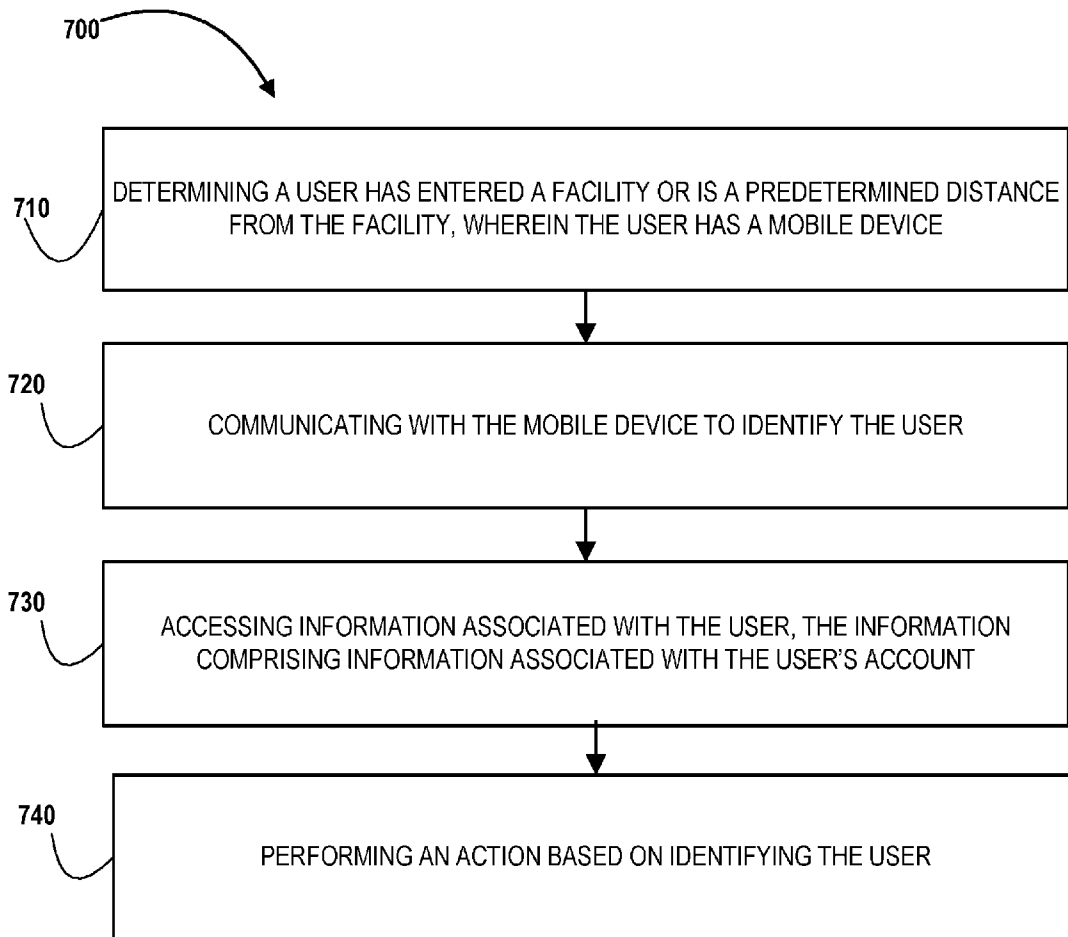 700
710
DETERMINING A USER HAS ENTERED A FACILITY OR IS A PREDETERMINED DISTANCE
FROM THE FACILITY, WHEREIN THE USER HAS A MOBILE DEVICE
720
COMMUNICATING WITH THE MOBILE DEVICE TO IDENTIFY THE USER
730
ACCESSING INFORMATION ASSOCIATED WITH THE USER, THE INFORMATION
COMPRISING INFORMATION ASSOCIATED WITH THE USER'S ACCOUNT
740
PERFORMING AN ACTION BASED ON IDENTIFYING THE USER